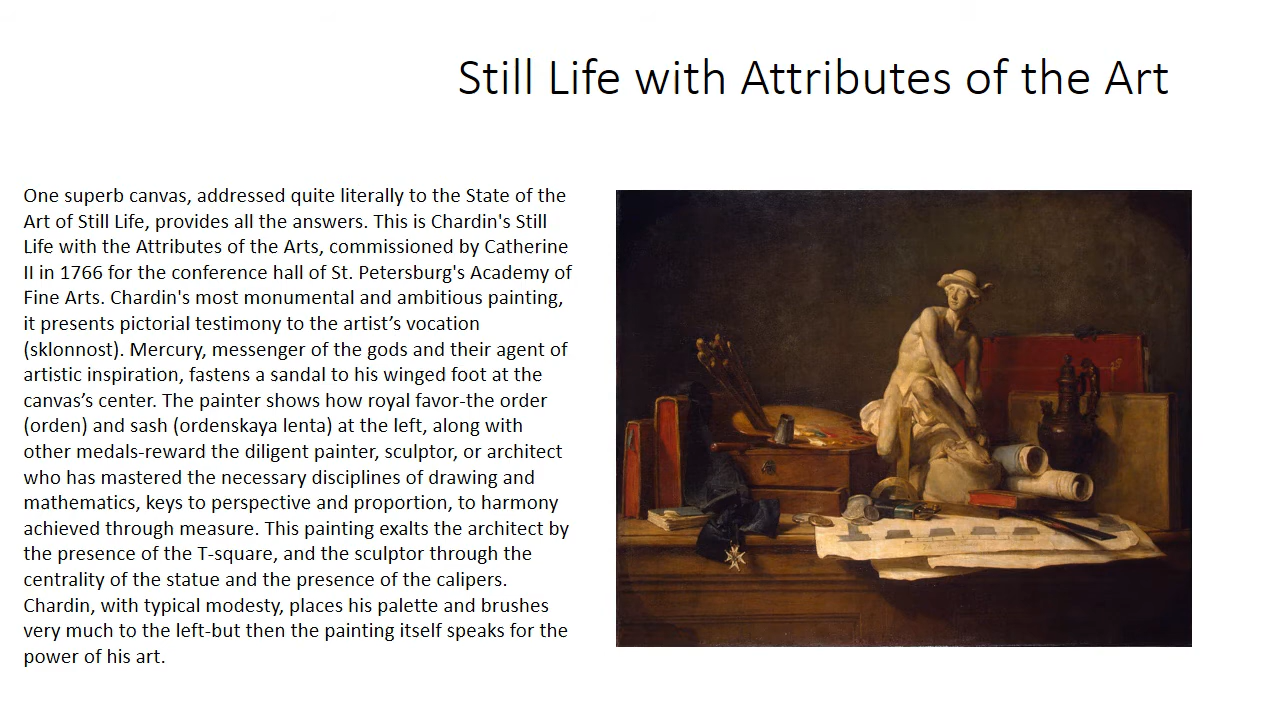 Still Life with Attributes of the Art
One superb canvas, addressed quite literally to the State of the
Art of Still Life, provides all the answers. This is Chardin's Still
Life with the Attributes of the Arts, commissioned by Catherine
II in 1766 for the conference hall of St. Petersburg's Academy of
Fine Arts. Chardin's most monumental and ambitious painting,
it presents pictorial testimony to the artist’s vocation
(sklonnost). Mercury, messenger of the gods and their agent of
artistic inspiration, fastens a sandal to his winged foot at the
canvas’s center. The painter shows how royal favor-the order
(orden) and sash (ordenskaya lenta) at the left, along with
other medals-reward the diligent painter, sculptor, or architect
who has mastered the necessary disciplines of drawing and
mathematics, keys to perspective and proportion, to harmony
achieved through measure. This painting exalts the architect by
the presence of the T-square, and the sculptor through the
centrality of the statue and the presence of the calipers.
Chardin, with typical modesty, places his palette and brushes
very much to the left-but then the painting itself speaks for the
power of his art.